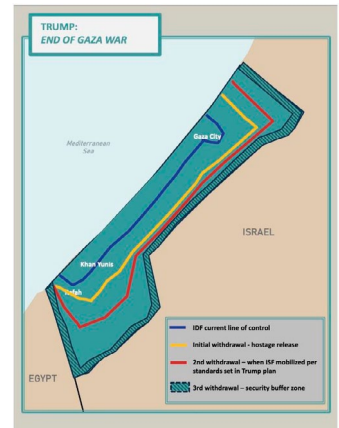 TRUMP:
END OF GAZA WAR
Mediterranean
Sea
Gaza City
ISRAEL
Khan Yunis
Rafah
EGYPT
IDF current line of control
Initial withdrawal - hostage release
2nd withdrawal – when ISF mobilized per
standards set in Trump plan
3rd withdrawal – security buffer zone